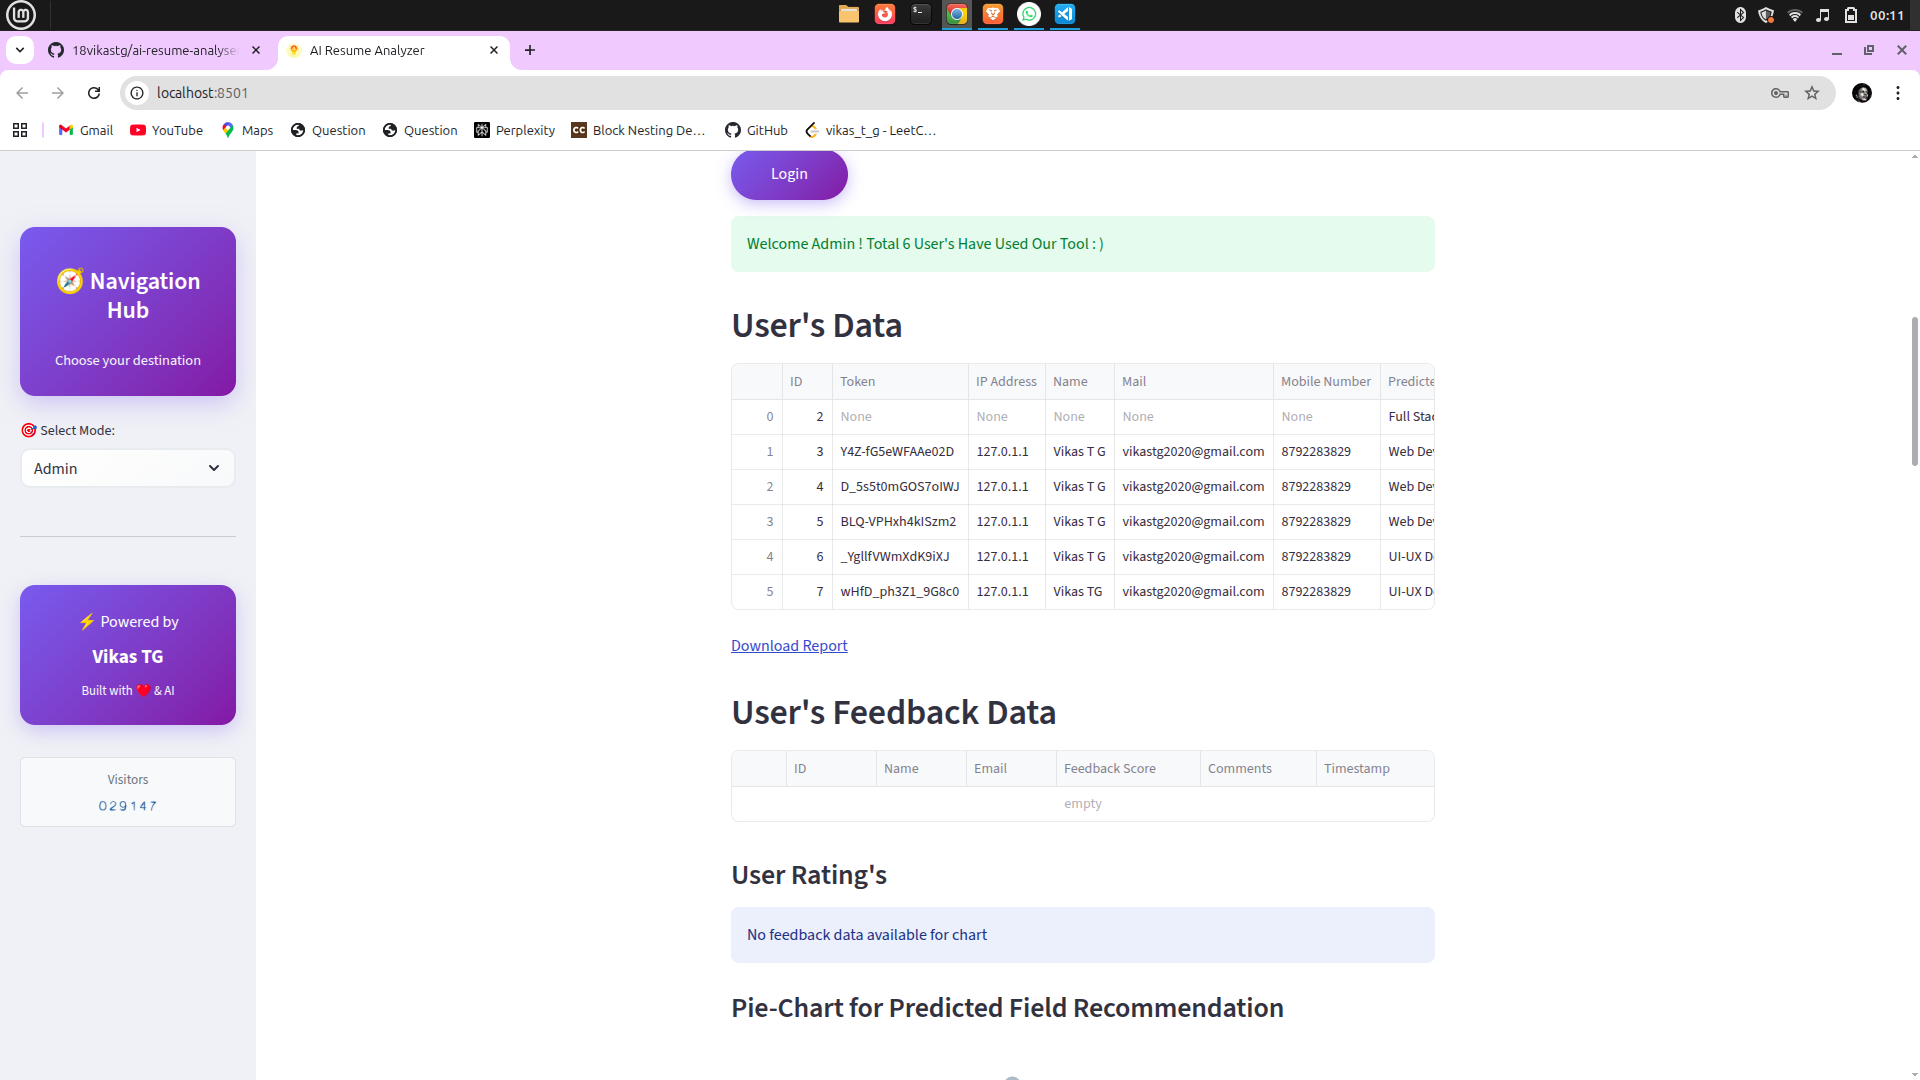 00:11
18vikastg/ai-resume-analyse
AI Resume Analyzer
localhost:8501
Gmail
YouTube
Maps
Question
Question
Perplexity
CC Block Nesting De...
GitHub
vikas_t_g - LeetC...
🧭 Navigation
Hub
Choose your destination
🎯 Select Mode:
Admin
⚡ Powered by
Vikas TG
Built with ❤️ & AI
Visitors
029147
Login
Welcome Admin ! Total 6 User's Have Used Our Tool : )
User's Data
ID Token IP Address Name Mail Mobile Number Predicte
0 2 None None None None None Full Stac
1 3 Y4Z-fG5eWFAAe02D 127.0.1.1 Vikas T G vikastg2020@gmail.com 8792283829 Web Dev
2 4 D_5s5t0mGOS7oIWJ 127.0.1.1 Vikas T G vikastg2020@gmail.com 8792283829 Web Dev
3 5 BLQ-VPHxh4kISzm2 127.0.1.1 Vikas T G vikastg2020@gmail.com 8792283829 Web Dev
4 6 _YgllfVWmXdK9iXJ 127.0.1.1 Vikas T G vikastg2020@gmail.com 8792283829 UI-UX D
5 7 wHfD_ph3Z1_9G8c0 127.0.1.1 Vikas TG vikastg2020@gmail.com 8792283829 UI-UX D
Download Report
User's Feedback Data
ID Name Email Feedback Score Comments Timestamp
empty
User Rating's
No feedback data available for chart
Pie-Chart for Predicted Field Recommendation